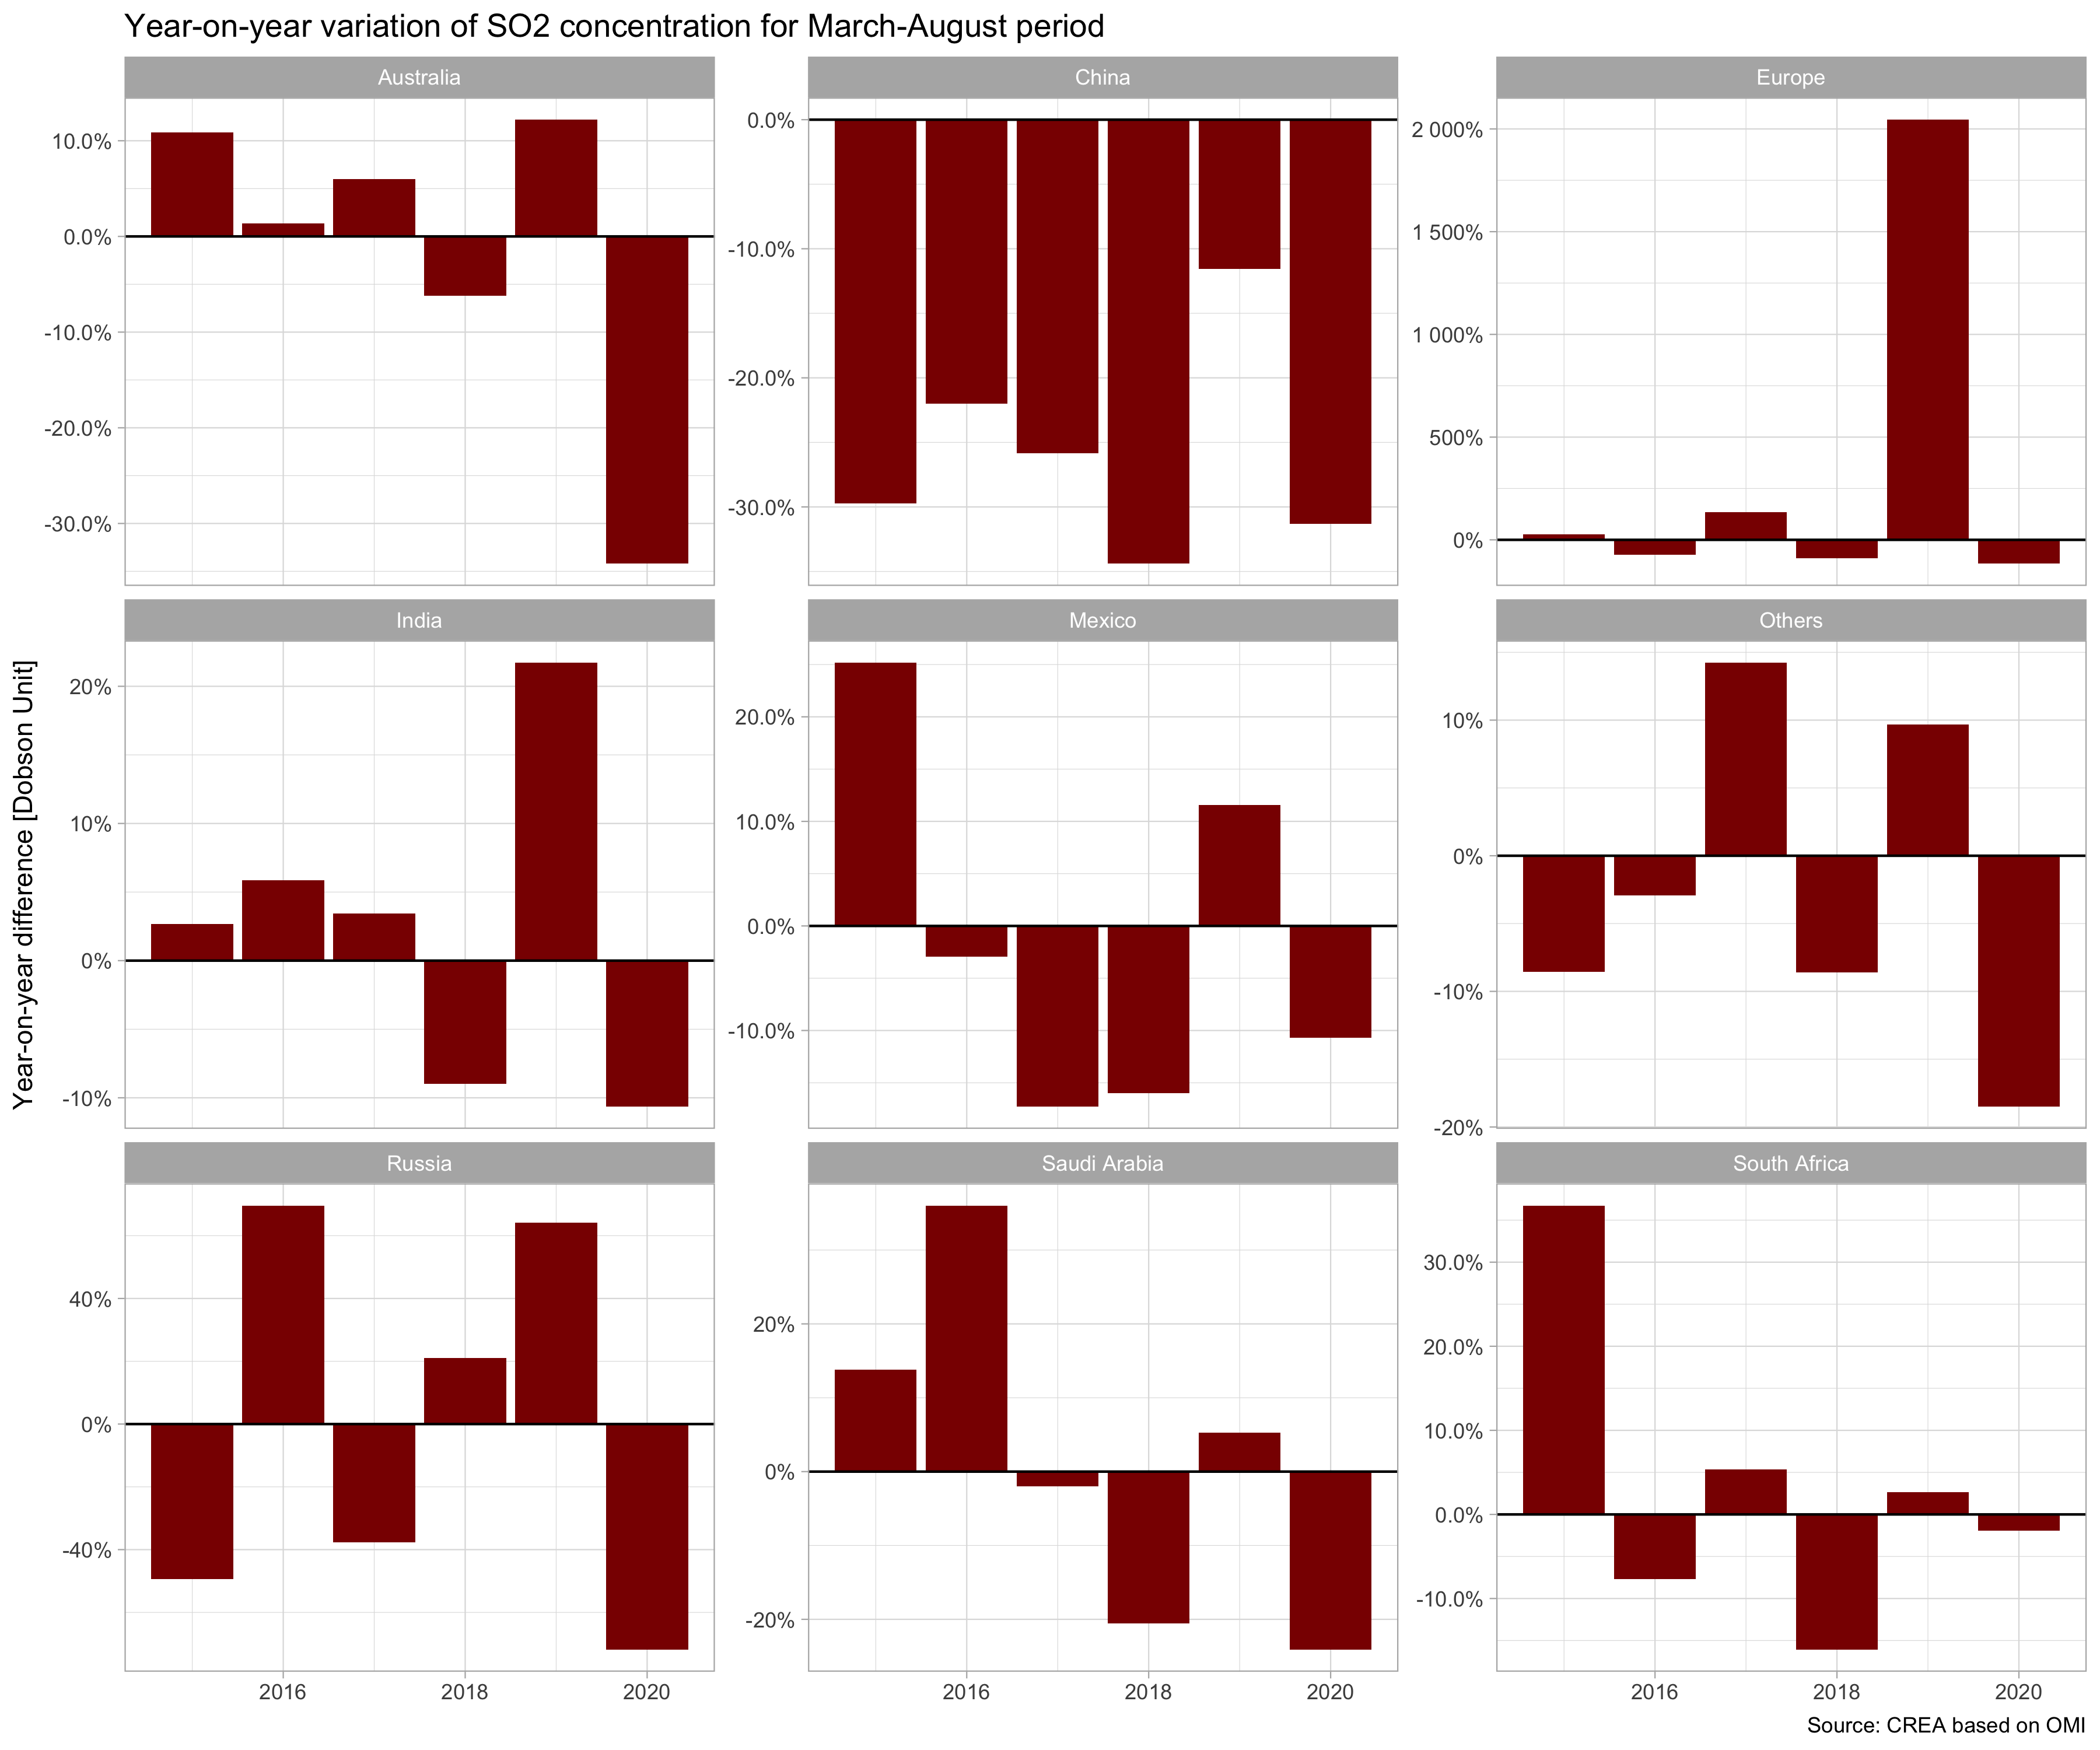 Year-on-year variation of SO2 concentration for March-August period
Australia
China
Europe
10.0%
0.0%
-10.0%
-20.0%
-30.0%
0.0%
-10.0%
-20.0%
-30.0%
2 000%
1 500%
1 000%
500%
0%
India
Mexico
Others
20%
10%
0%
-10%
20.0%
10.0%
0.0%
-10.0%
10%
0%
-10%
-20%
Year-on-year difference [Dobson Unit]
Russia
Saudi Arabia
South Africa
40%
0%
-40%
20%
0%
-20%
30.0%
20.0%
10.0%
0.0%
-10.0%
2016 2018 2020
2016 2018 2020
2016 2018 2020
Source: CREA based on OMI